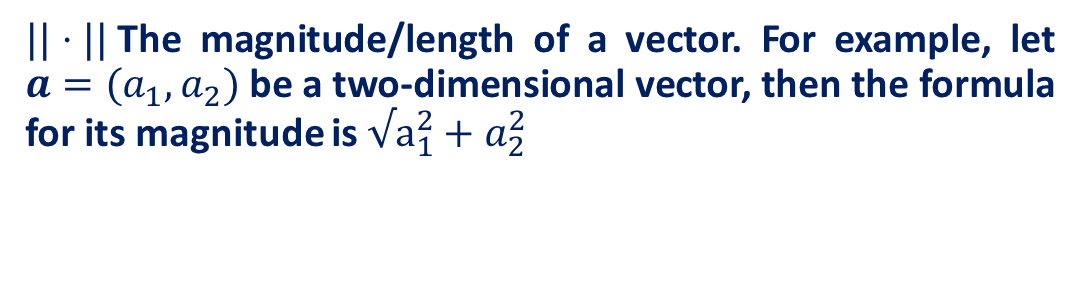 || · || The magnitude/length of a vector. For example, let
𝒂 = (𝑎₁, 𝑎₂) be a two-dimensional vector, then the formula
for its magnitude is √a₁² + 𝑎₂²